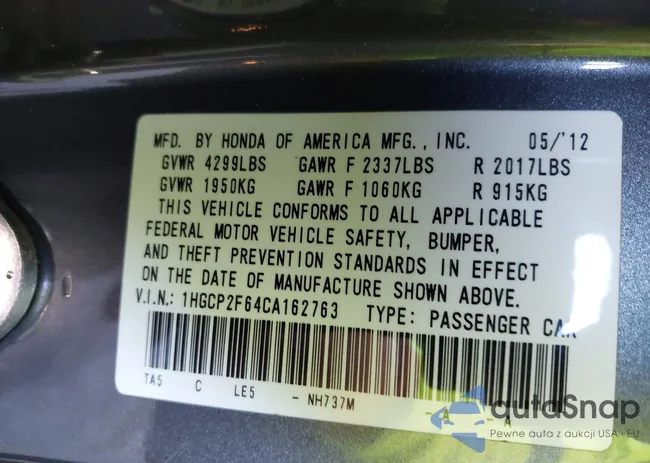 MFD. BY HONDA OF AMERICA MFG., INC. 05/'12
GVWR 4299LBS GAWR F 2337LBS R 2017LBS
GVWR 1950KG GAWR F 1060KG R 915KG
THIS VEHICLE CONFORMS TO ALL APPLICABLE
FEDERAL MOTOR VEHICLE SAFETY, BUMPER,
AND THEFT PREVENTION STANDARDS IN EFFECT
ON THE DATE OF MANUFACTURE SHOWN ABOVE.
V.I.N.: 1HGCP2F64CA162763 TYPE: PASSENGER CAR
TA5 C LE5 - NH737M -A A
autaSnap
Pewne auta z aukcji USA i EU